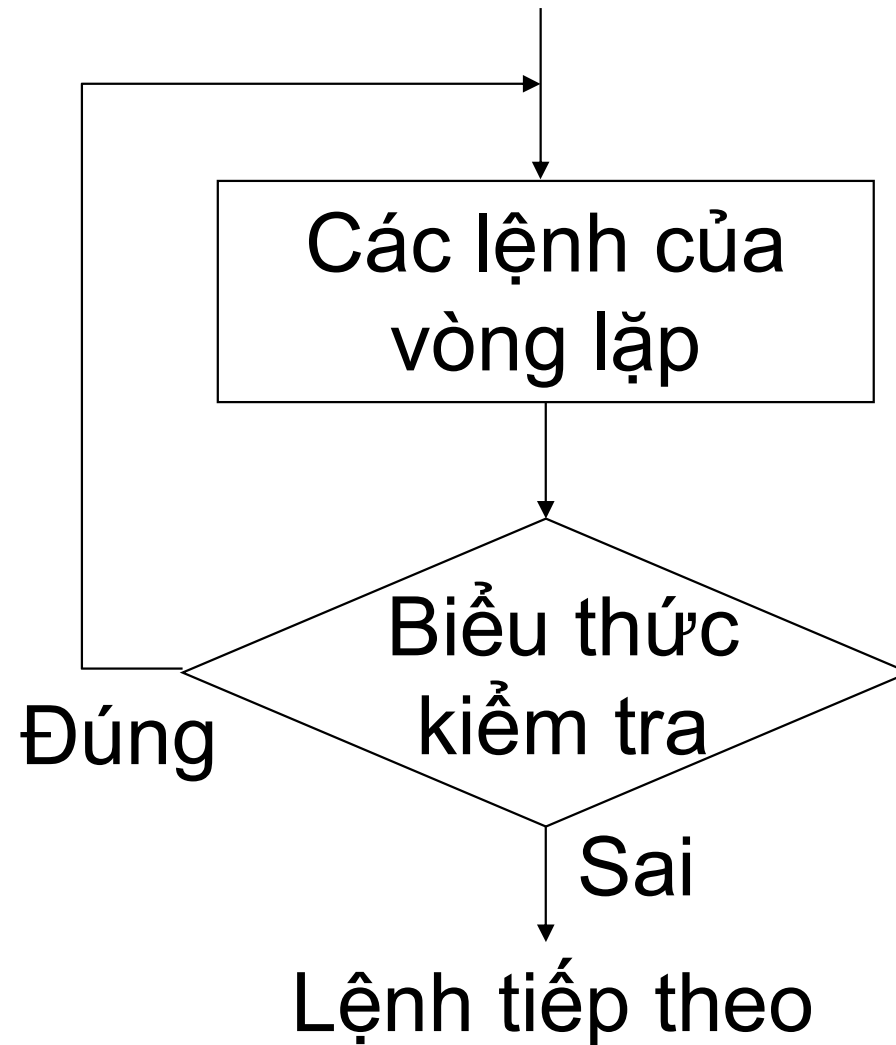 Các lệnh của
vòng lặp
Biểu thức
kiểm tra
Đúng
Sai
Lệnh tiếp theo